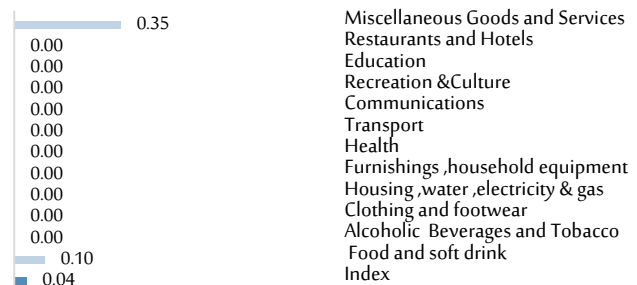 0.35 Miscellaneous Goods and Services
0.00 Restaurants and Hotels
0.00 Education
0.00 Recreation &Culture
0.00 Communications
0.00 Transport
0.00 Health
0.00 Furnishings ,household equipment
0.00 Housing ,water ,electricity & gas
0.00 Clothing and footwear
0.00 Alcoholic Beverages and Tobacco
0.10 Food and soft drink
0.04 Index